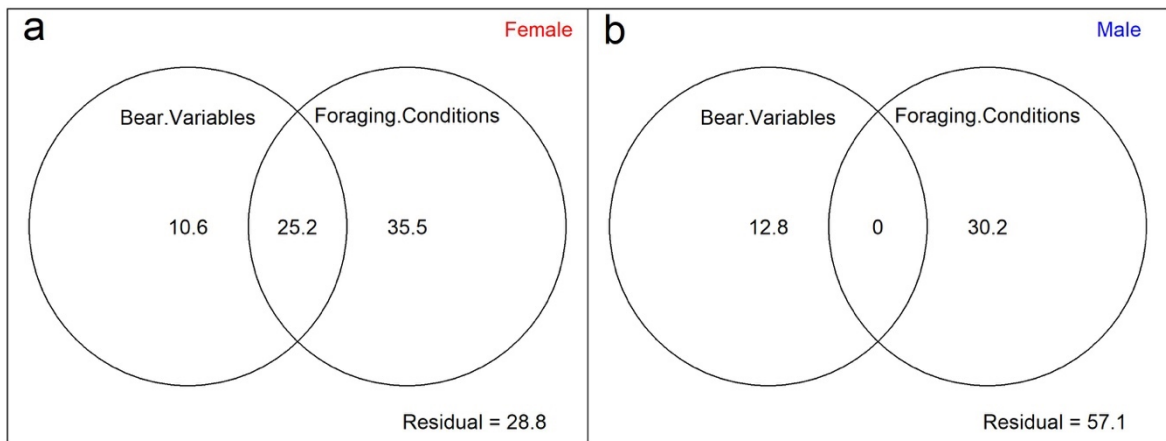 a
Female
Bear.Variables
Foraging.Conditions
10.6
25.2
35.5
Residual = 28.8
b
Male
Bear.Variables
Foraging.Conditions
12.8
0
30.2
Residual = 57.1